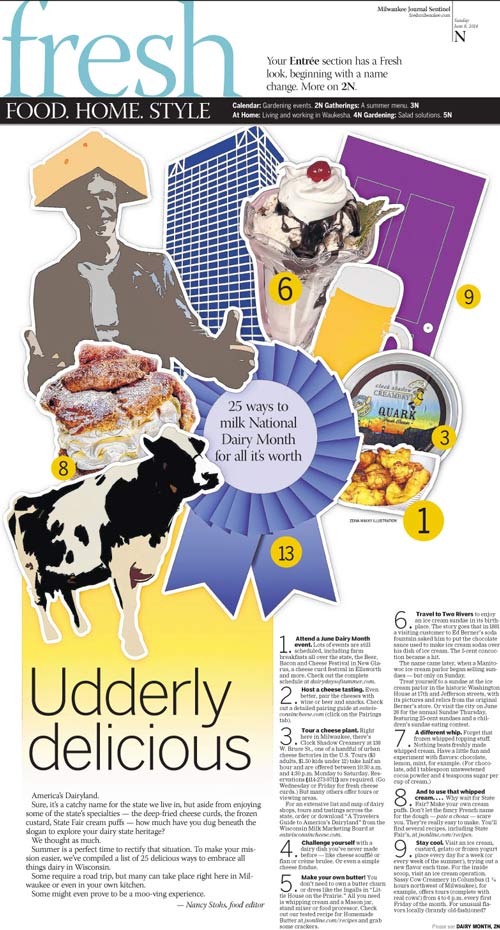 fresh
Milwaukee Journal Sentinel
freshmilwaukee.com
Sunday
June 8, 2014
N
Your Entrée section has a Fresh
look, beginning with a name
change. More on 2N.
FOOD. HOME. STYLE
Calendar: Gardening events. 2N Gatherings: A summer menu. 3N
At Home: Living and working in Waukesha. 4N Gardening: Salad solutions. 5N
6
9
25 ways to
milk National
Dairy Month
for all it's worth
clock shadow
CREAMERY
QUARK
3
8
1
ZEINA MAKKY ILLUSTRATION
13
Udderly
delicious
America's Dairyland.
Sure, it's a catchy name for the state we live in, but aside from enjoying
some of the state's specialties — the deep-fried cheese curds, the frozen
custard, State Fair cream puffs — how much have you dug beneath the
slogan to explore your dairy state heritage?
We thought as much.
Summer is a perfect time to rectify that situation. To make your mis-
sion easier, we've compiled a list of 25 delicious ways to embrace all
things dairy in Wisconsin.
Some require a road trip, but many can take place right here in Mil-
waukee or even in your own kitchen.
Some might even prove to be a moo-ving experience.
— Nancy Stohs, food editor
1. Attend a June Dairy Month
event. Lots of events are still
scheduled, including farm
breakfasts all over the state, the Beer,
Bacon and Cheese Festival in New Gla-
rus, a cheese curd festival in Ellsworth
and more. Check out the complete
schedule at dairydaysofsummer.com.
2. Host a cheese tasting. Even
better, pair the cheeses with
wine or beer and snacks. Check
out a detailed pairing guide at eatwis-
consincheese.com (click on the Pairings
tab).
3. Tour a cheese plant. Right
here in Milwaukee, there's
Clock Shadow Creamery at 138
W. Bruce St., one of a handful of urban
cheese factories in the U.S. Tours ($3
adults, $1.50 kids under 12) take half an
hour and are offered between 10:30 a.m.
and 4:30 p.m. Monday to Saturday. Res-
ervations are required. (Go
Wednesday or Friday for fresh cheese
curds.) But many others offer tours or
viewing areas.
For an extensive list and map of dairy
shops, tours and tastings across the
state, order or download "A Travelers
Guide to America's Dairyland" from the
Wisconsin Milk Marketing Board at
eatwisconsincheese.com.
4. Challenge yourself with a
dairy dish you've never made
before — like cheese souffle or
flan or creme brulee. Or even a simple
cheese fondue.
5. Make your own butter! You
don't need to own a butter churn
or dress like the Ingalls in "Lit-
tle House on the Prairie." All you need
is whipping cream and a Mason jar,
stand mixer or food processor. Check
out our tested recipe for Homemade
Butter at jsonline.com/recipes and grab
some crackers.
6. Travel to Two Rivers to enjoy
an ice cream sundae in its birth-
place. The story goes that in 1881
a visiting customer to Ed Berner's soda
fountain asked him to put the chocolate
sauce used to make ice cream sodas over
his dish of ice cream. The 5-cent concoc-
tion became a hit.
The name came later, when a Manito-
woc ice cream parlor began selling sun-
daes — but only on Sunday.
Treat yourself to a sundae at the ice
cream parlor in the historic Washington
House at 17th and Jefferson streets, with
its pictures and relics from the original
Berner's store. Or visit the city on June
26 for the annual Sundae Thursday,
featuring 25-cent sundaes and a chil-
dren's sundae eating contest.
7. A different whip. Forget that
frozen whipped topping stuff.
Nothing beats freshly made
whipped cream. Have a little fun and
experiment with flavors: chocolate,
lemon, mint, for example. (For choco-
late, add 1 tablespoon unsweetened
cocoa powder and 4 teaspoons sugar per
cup of cream.)
8. And to use that whipped
cream.... Why wait for State
Fair? Make your own cream
puffs. Don't let the fancy French name
for the dough — pate a choux — scare
you. They're really easy to make. You'll
find several recipes, including State
Fair's, at jsonline.com/recipes.
9. Stay cool. Visit an ice cream,
custard, gelato or frozen yogurt
place every day for a week (or
every week of the summer), trying out a
new flavor each time. For the inside
scoop, visit an ice cream operation.
Sassy Cow Creamery in Columbus (1 ¼
hours northwest of Milwaukee), for
example, offers tours (complete with
real cows!) from 4 to 6 p.m. every first
Friday of the month. For unusual fla-
vors locally (brandy old-fashioned?)
Please see DAIRY MONTH, 2N